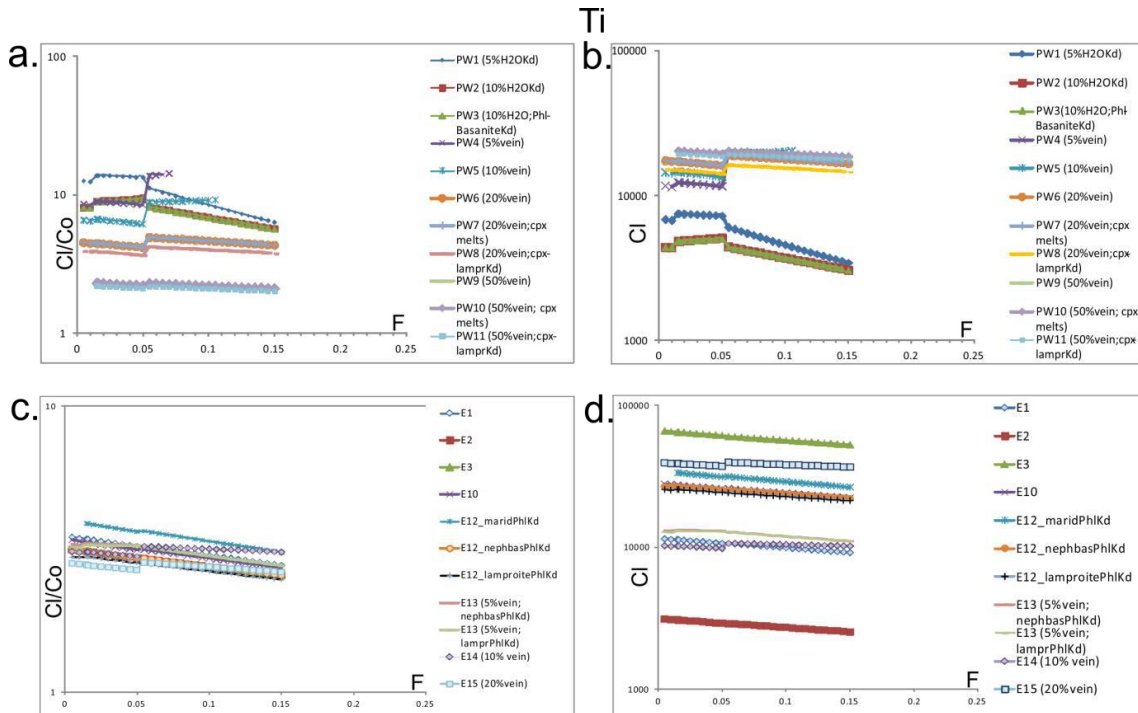 Ti
a.
100
10
1
Cl/Co
0
0.05
0.1
0.15
0.2
0.25
F
PW1 (5%H2OKd)
PW2 (10%H2OKd)
PW3 (10%H2O;Phl-
BasaniteKd)
PW4 (5%vein)
PW5 (10%vein)
PW6 (20%vein)
PW7 (20%vein;cpx
melts)
PW8 (20%vein;cpx-
lamprKd)
PW9 (50%vein)
PW10 (50%vein; cpx
melts)
PW11 (50%vein;cpx-
lamprKd)
b.
100000
10000
1000
Cl
0
0.05
0.1
0.15
0.2
0.25
F
PW1 (5%H2OKd)
PW2 (10%H2OKd)
PW3(10%H2O;Phl-
BasaniteKd)
PW4 (5%vein)
PW5 (10%vein)
PW6 (20%vein)
PW7 (20%vein;cpx
melts)
PW8 (20%vein;cpx-
lamprKd)
PW9 (50%vein)
PW10 (50%vein; cpx
melts)
PW11 (50%vein;cpx-
lamprKd)
c.
10
1
Cl/Co
0
0.05
0.1
0.15
0.2
0.25
F
E1
E2
E3
E10
E12_maridPhlKd
E12_nephbasPhlKd
E12_lamproitePhlKd
E13 (5%vein;
nephbasPhlKd)
E13 (5%vein;
lamprPhlKd)
E14 (10% vein)
E15 (20%vein)
d.
100000
10000
1000
Cl
0
0.05
0.1
0.15
0.2
0.25
F
E1
E2
E3
E10
E12_maridPhlKd
E12_nephbasPhlKd
E12_lamproitePhlKd
E13 (5%vein;
nephbasPhlKd)
E13 (5%vein;
lamprPhlKd)
E14 (10% vein)
E15 (20%vein)